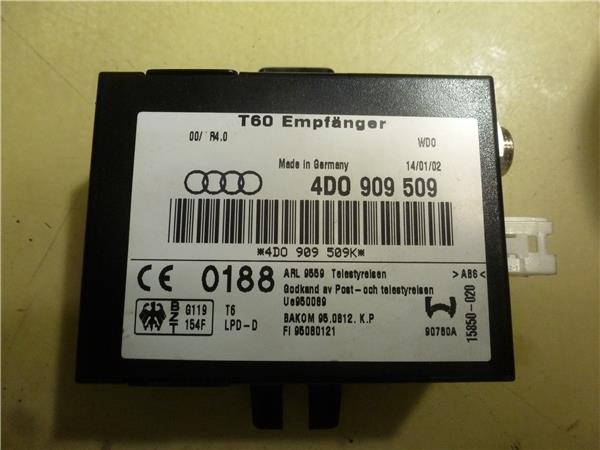 T60 Empfänger
00/ R4.0 WDO
Made in Germany 14/01/02
4D0 909 509
*4D0 909 509K*
CE 0188 ARL 9559 Telestyrelsen >ABS<
Godkand av Post-och telestyrelsen
Ue950089
BZT G119 T6 BAKOM 95.0812.K.P
154F LPD-D FI 95080121 90780A
15850-020